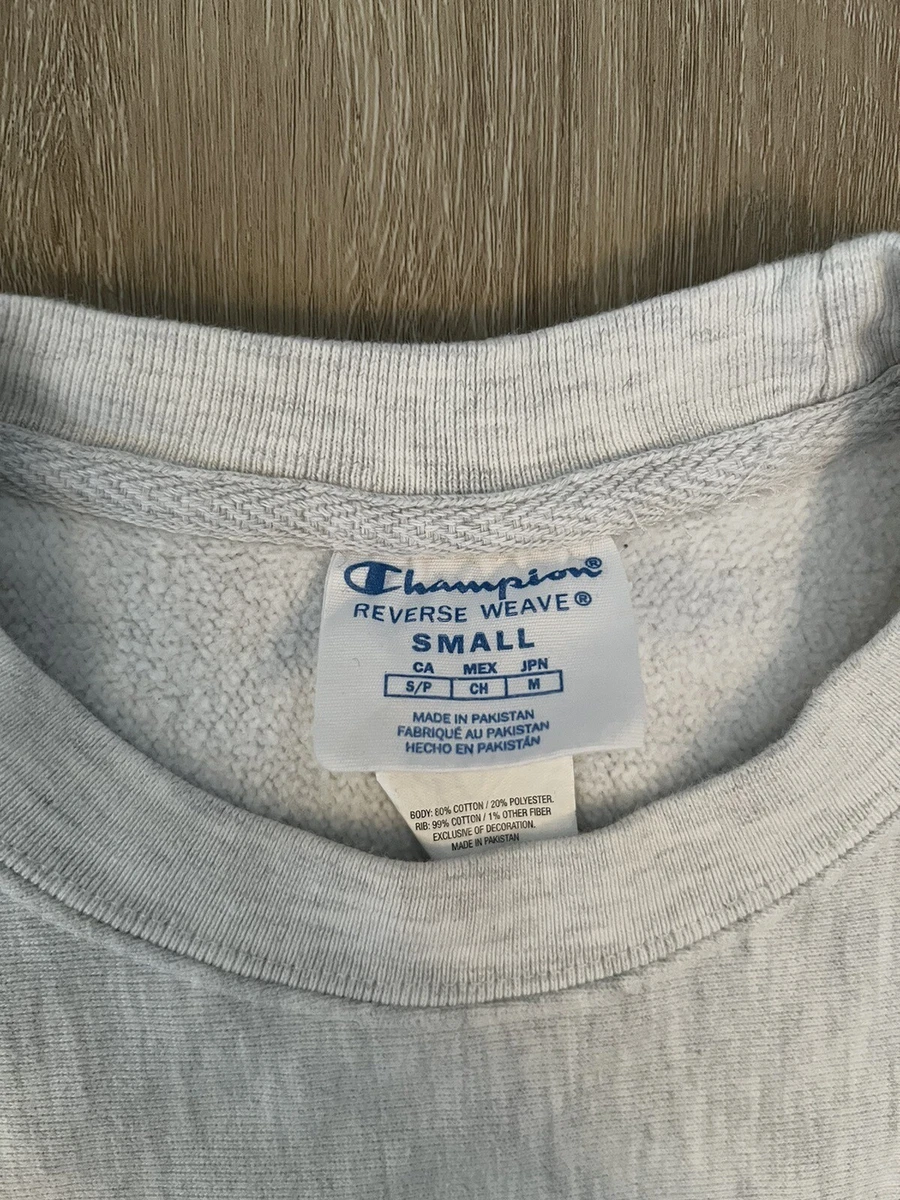 Champion®
REVERSE WEAVE®
SMALL
CA MEX JPN
S/P CH M
MADE IN PAKISTAN
FABRIQUÉ AU PAKISTAN
HECHO EN PAKISTÁN
BODY: 80% COTTON / 20% POLYESTER.
RIB: 99% COTTON / 1% OTHER FIBER
EXCLUSIVE OF DECORATION.
MADE IN PAKISTAN